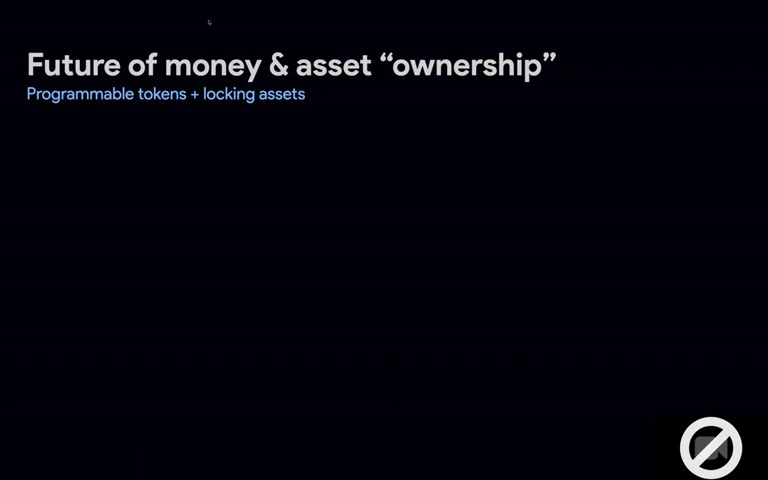 Future of money & asset “ownership”
Programmable tokens + locking assets